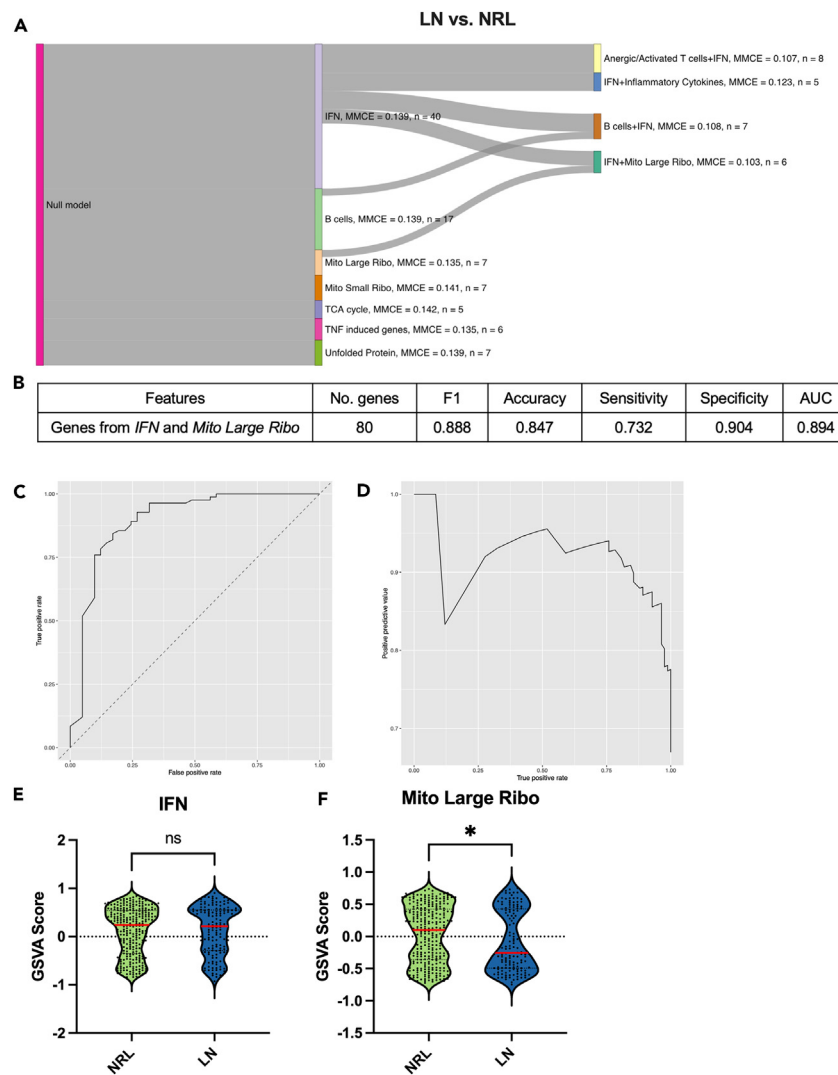 LN vs. NRL
A
Anergic/Activated T cells+IFN, MMCE = 0.107, n = 8
IFN+Inflammatory Cytokines, MMCE = 0.123, n = 5
IFN, MMCE = 0.139, n = 40
B cells+IFN, MMCE = 0.108, n = 7
IFN+Mito Large Ribo, MMCE = 0.103, n = 6
Null model
B cells, MMCE = 0.139, n = 17
Mito Large Ribo, MMCE = 0.135, n = 7
Mito Small Ribo, MMCE = 0.141, n = 7
TCA cycle, MMCE = 0.142, n = 5
TNF induced genes, MMCE = 0.135, n = 6
Unfolded Protein, MMCE = 0.139, n = 7
B
Features No. genes F1 Accuracy Sensitivity Specificity AUC
Genes from IFN and Mito Large Ribo 80 0.888 0.847 0.732 0.904 0.894
C
True positive rate
1.00
0.75
0.50
0.25
0.00
0.00 0.25 0.50 0.75 1.00
False positive rate
D
Positive predictive value
1.0
0.9
0.8
0.7
0.00 0.25 0.50 0.75 1.00
True positive rate
E
IFN
ns
GSVA Score
2
1
0
-1
-2
NRL LN
F
Mito Large Ribo
*
GSVA Score
1.5
1.0
0.5
0.0
-0.5
-1.0
-1.5
NRL LN